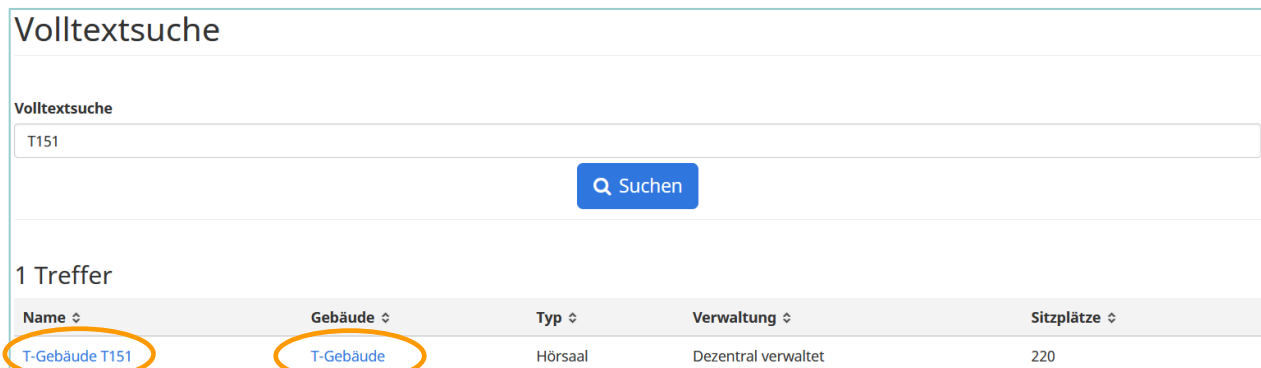 Volltextsuche
Volltextsuche
T151
Suchen
1 Treffer
Name Gebäude Typ Verwaltung Sitzplätze
T-Gebäude T151 T-Gebäude Hörsaal Dezentral verwaltet 220